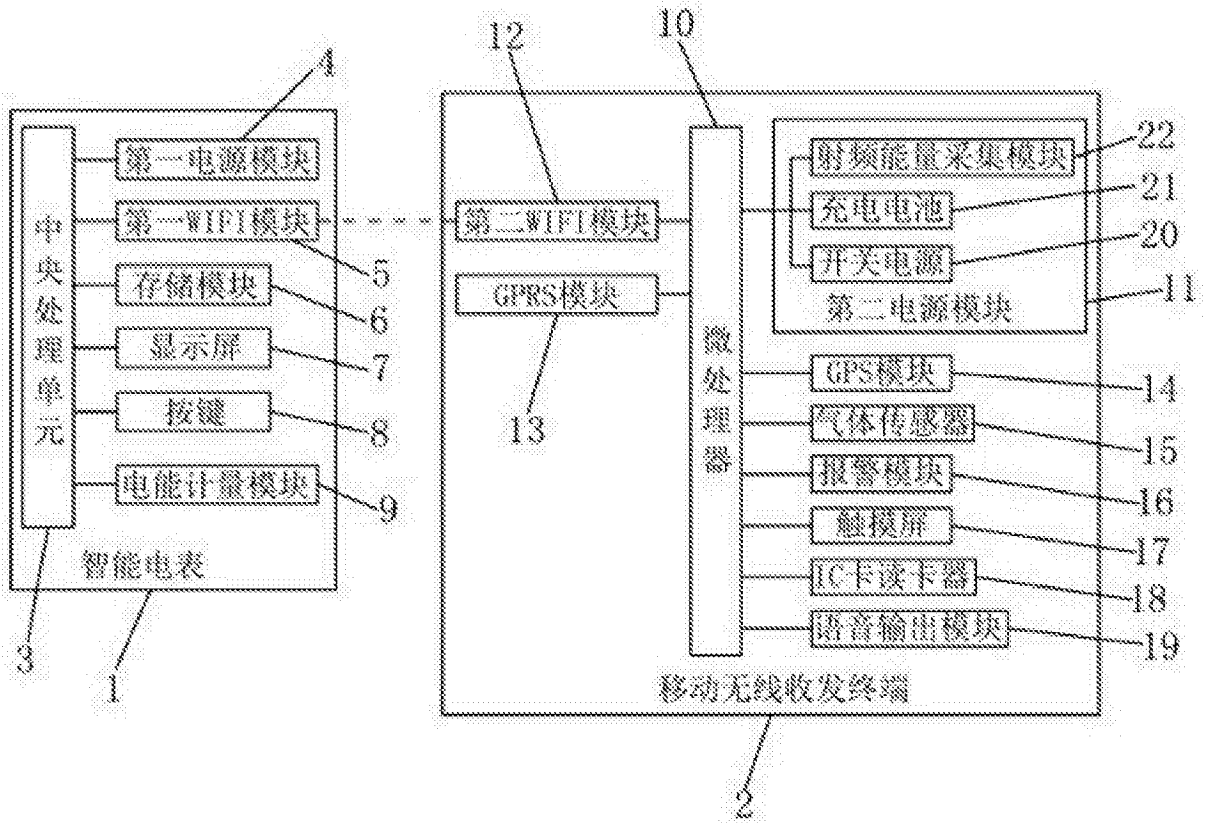 4
第一电源模块
第一WIFI模块
5
存储模块
6
显示屏
7
按键
8
电能计量模块
9
中央处理单元
3
智能电表
1
12
第二WIFI模块
GPRS模块
13
10
微处理器
射频能量采集模块
22
充电电池
21
开关电源
20
第二电源模块
11
GPS模块
14
气体传感器
15
报警模块
16
触摸屏
17
IC卡读卡器
18
语音输出模块
19
移动无线收发终端
2